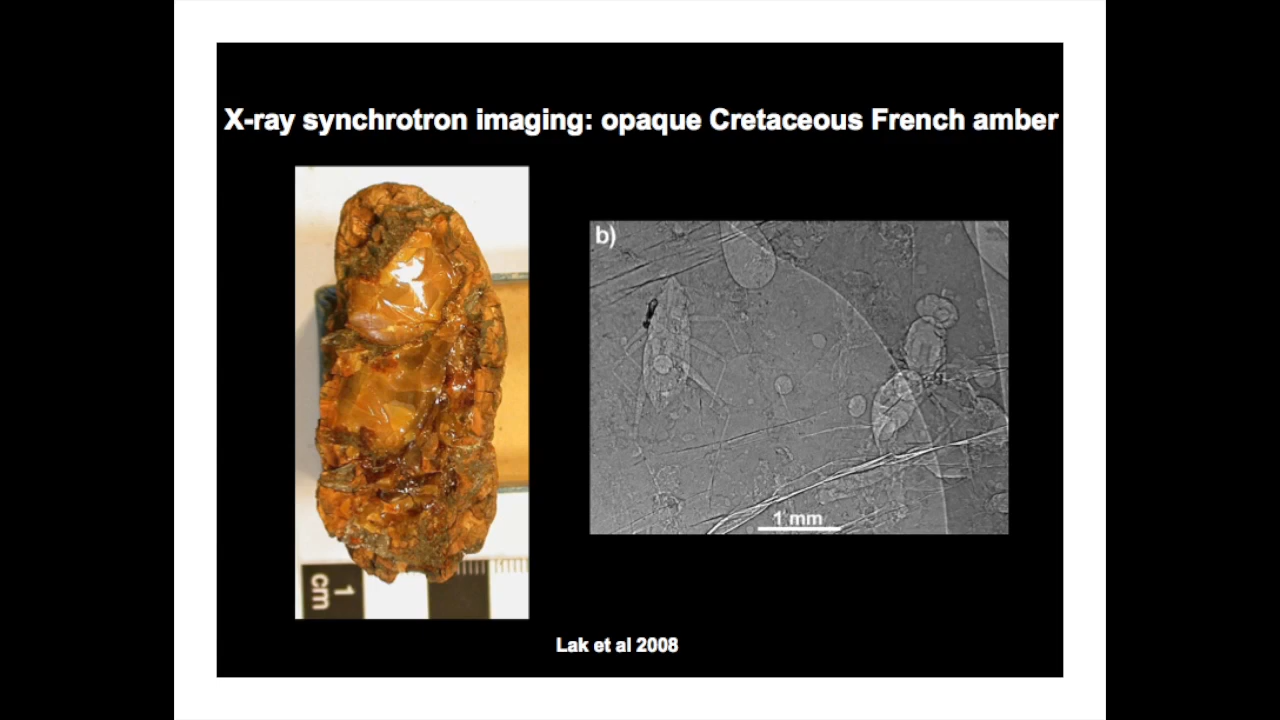 X-ray synchrotron imaging: opaque Cretaceous French amber
b)
1 mm
1
cm
Lak et al 2008